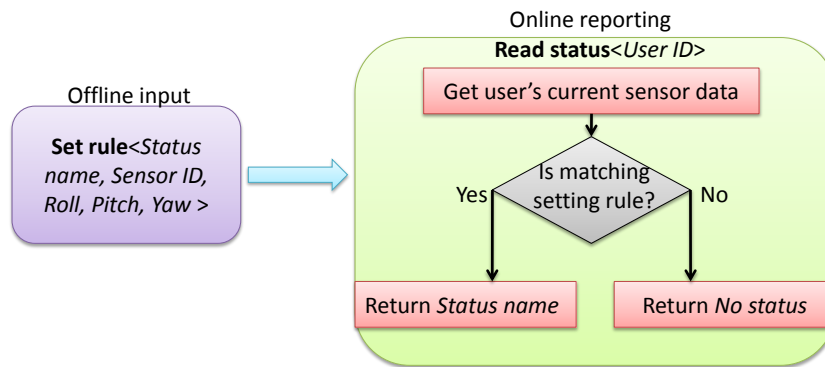 Offline input
Set rule<Status
name, Sensor ID,
Roll, Pitch, Yaw >
Online reporting
Read status<User ID>
Get user's current sensor data
Is matching
setting rule?
Yes
No
Return Status name
Return No status